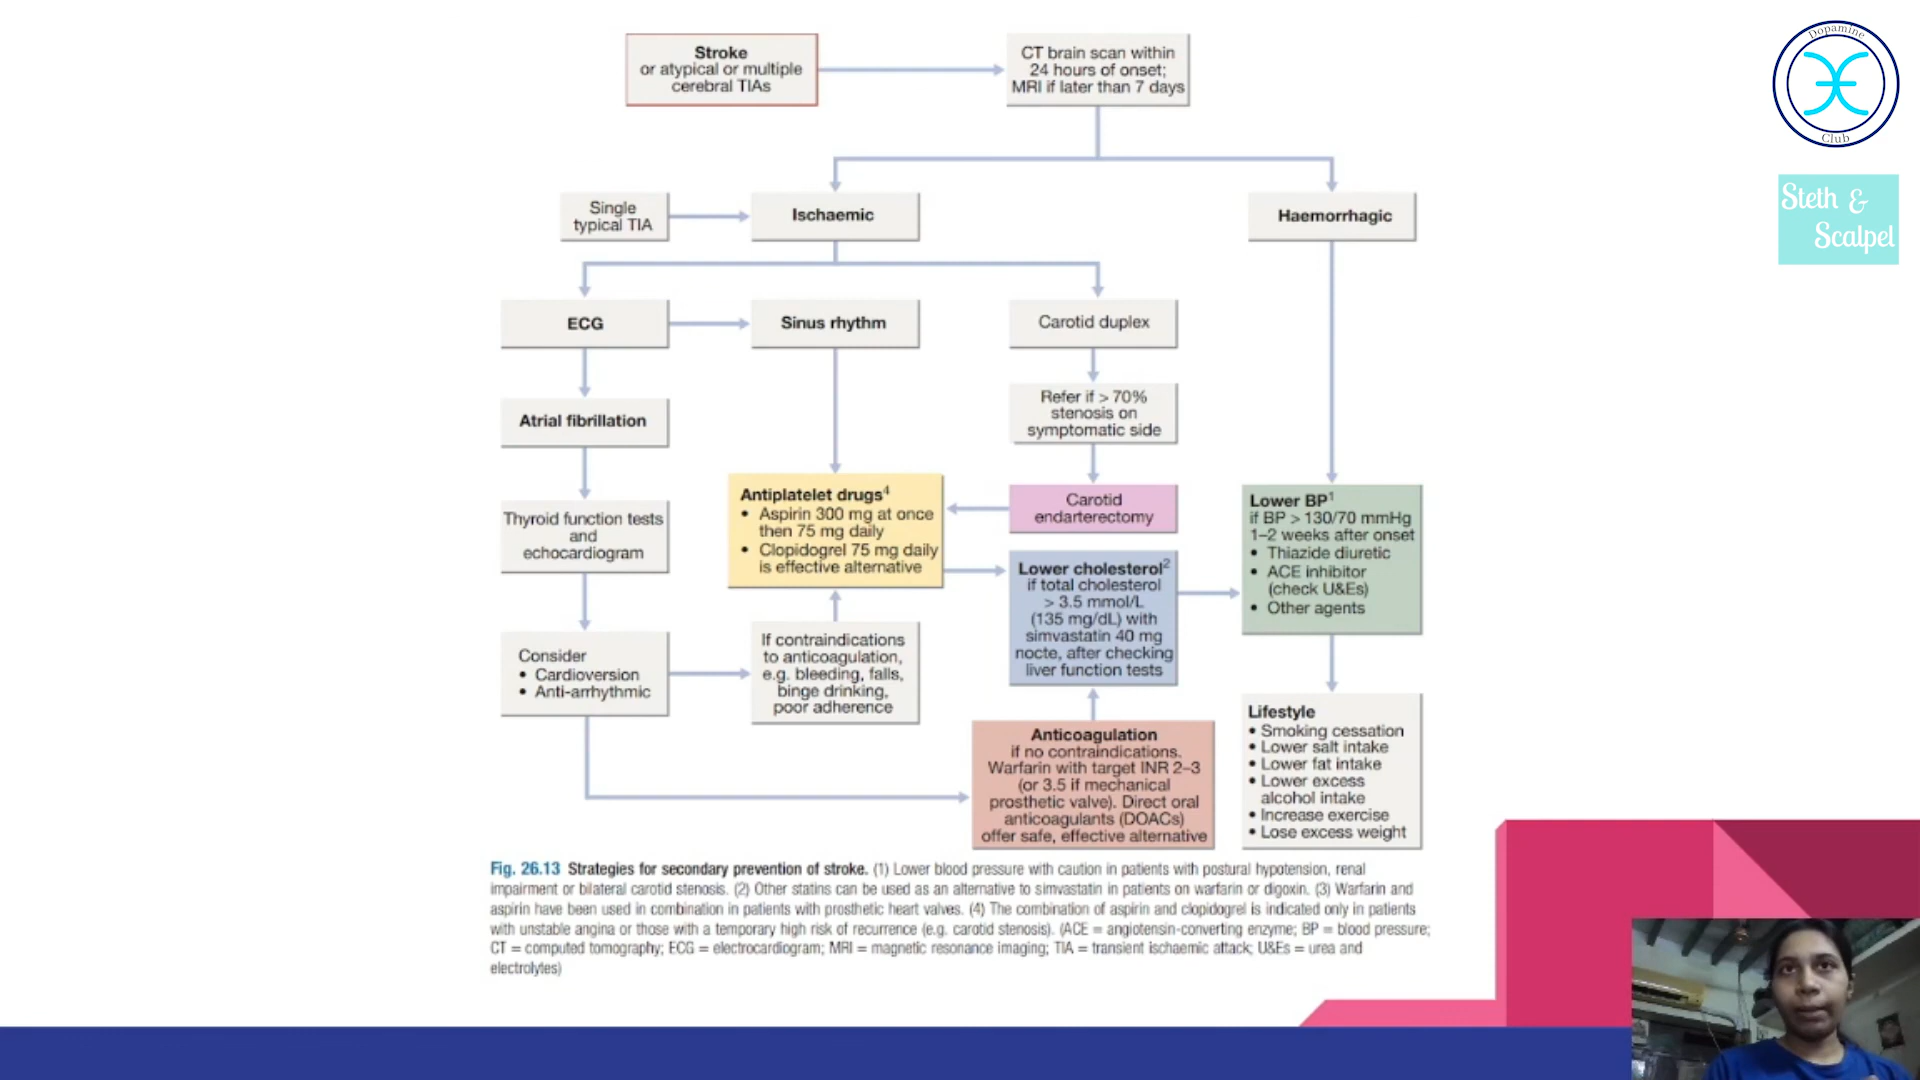 Stroke
or atypical or multiple
cerebral TIAs
CT brain scan within
24 hours of onset;
MRI if later than 7 days
Dopamine
Club
Steth &
Scalpel
Single
typical TIA
Ischaemic
Haemorrhagic
ECG
Sinus rhythm
Carotid duplex
Atrial fibrillation
Refer if > 70%
stenosis on
symptomatic side
Thyroid function tests
and
echocardiogram
Antiplatelet drugs4
• Aspirin 300 mg at once
then 75 mg daily
• Clopidogrel 75 mg daily
is effective alternative
Carotid
endarterectomy
Lower BP1
if BP > 130/70 mmHg
1–2 weeks after onset
• Thiazide diuretic
• ACE inhibitor
(check U&Es)
• Other agents
Lower cholesterol2
if total cholesterol
> 3.5 mmol/L
(135 mg/dL) with
simvastatin 40 mg
nocte, after checking
liver function tests
Consider
• Cardioversion
• Anti-arrhythmic
If contraindications
to anticoagulation,
e.g. bleeding, falls,
binge drinking,
poor adherence
Anticoagulation
if no contraindications.
Warfarin with target INR 2–3
(or 3.5 if mechanical
prosthetic valve). Direct oral
anticoagulants (DOACs)
offer safe, effective alternative
Lifestyle
• Smoking cessation
• Lower salt intake
• Lower fat intake
• Lower excess
alcohol intake
• Increase exercise
• Lose excess weight
Fig. 26.13 Strategies for secondary prevention of stroke. (1) Lower blood pressure with caution in patients with postural hypotension, renal
impairment or bilateral carotid stenosis. (2) Other statins can be used as an alternative to simvastatin in patients on warfarin or digoxin. (3) Warfarin and
aspirin have been used in combination in patients with prosthetic heart valves. (4) The combination of aspirin and clopidogrel is indicated only in patients
with unstable angina or those with a temporary high risk of recurrence (e.g. carotid stenosis). (ACE = angiotensin-converting enzyme; BP = blood pressure;
CT = computed tomography; ECG = electrocardiogram; MRI = magnetic resonance imaging; TIA = transient ischaemic attack; U&Es = urea and
electrolytes)